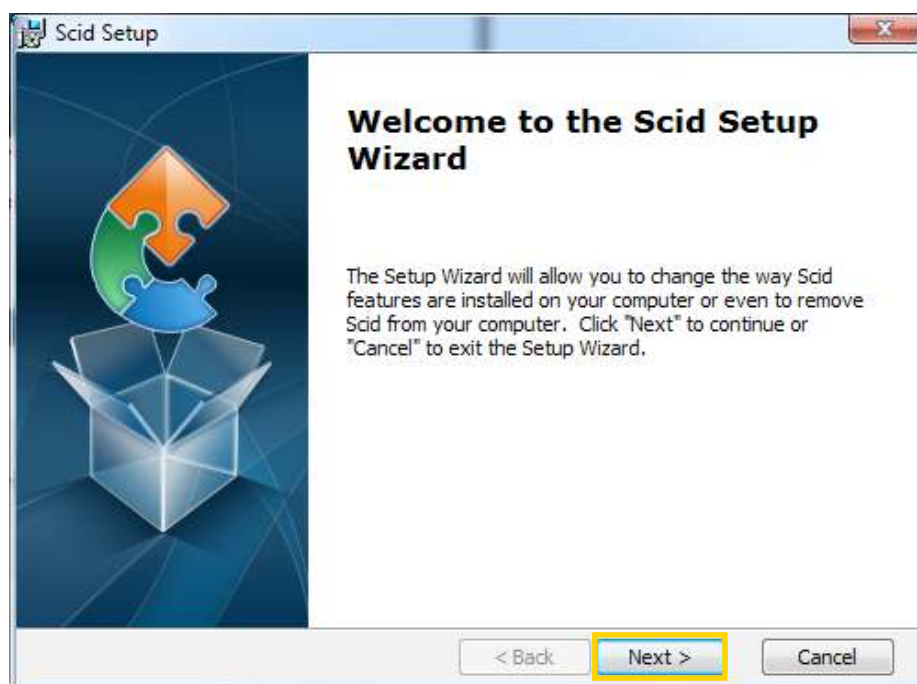 Scid Setup
Welcome to the Scid Setup
Wizard
The Setup Wizard will allow you to change the way Scid
features are installed on your computer or even to remove
Scid from your computer.  Click "Next" to continue or
"Cancel" to exit the Setup Wizard.
< Back Next > Cancel